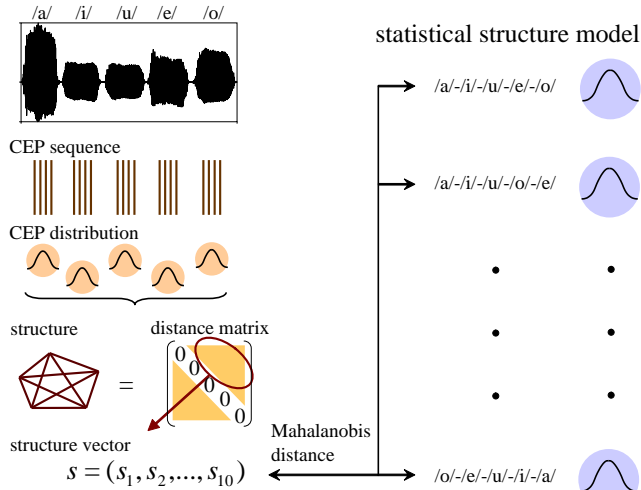 /a/ /i/ /u/ /e/ /o/
CEP sequence
CEP distribution
structure
distance matrix
=
0
0
0
0
0
structure vector
s = (s1, s2,..., s10)
Mahalanobis
distance
statistical structure model
/a/-/i/-/u/-/e/-/o/
/a/-/i/-/u/-/o/-/e/
/o/-/e/-/u/-/i/-/a/